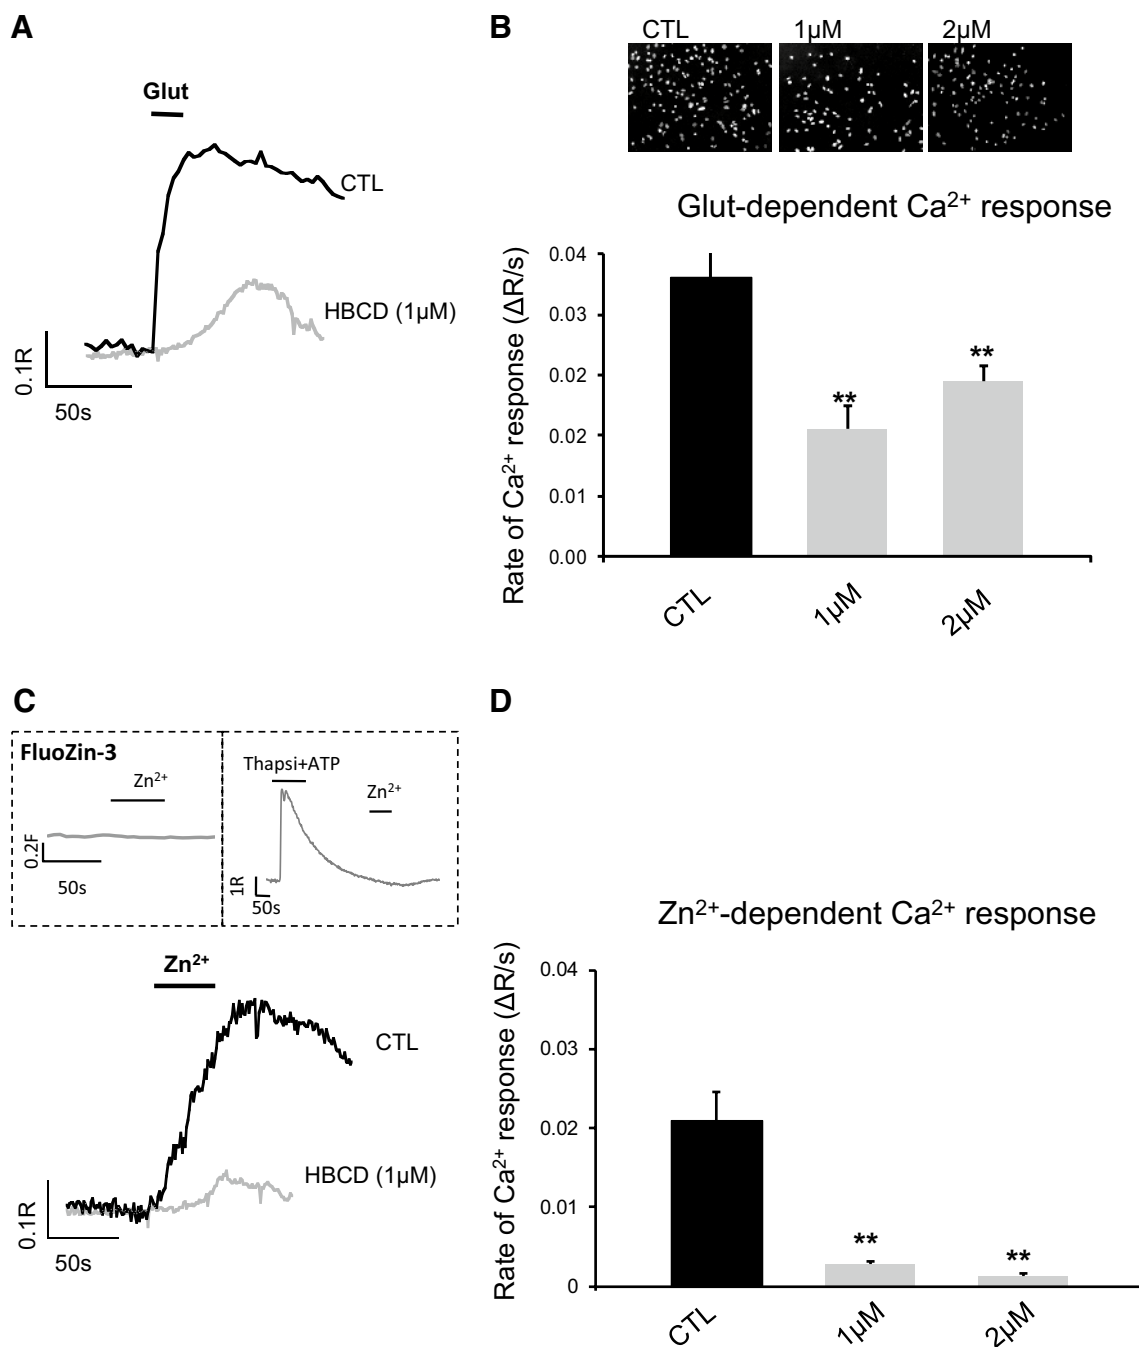 A
Glut
CTL
HBCD (1µM)
0.1R
50s
B
CTL 1µM 2µM
Glut-dependent Ca²⁺ response
Rate of Ca²⁺ response (ΔR/s)
0.04
0.03
0.02
0.02
0.01
0.00
**
**
CTL 1µM 2µM
C
FluoZin-3
Zn²⁺
0.2F
50s
Thapsi+ATP
Zn²⁺
1R
50s
Zn²⁺
CTL
HBCD (1µM)
0.1R
50s
D
Zn²⁺-dependent Ca²⁺ response
Rate of Ca²⁺ response (ΔR/s)
0.04
0.03
0.02
0.01
0
**
**
CTL 1µM 2µM